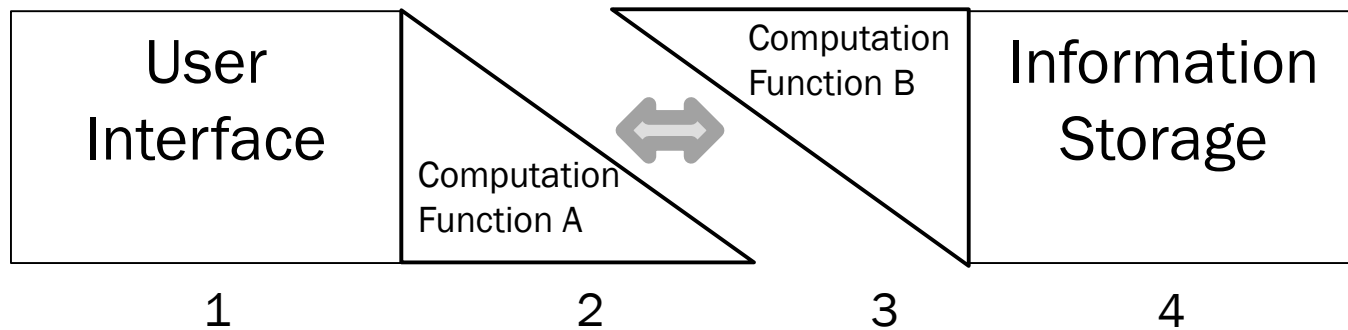 User
Interface
Computation
Function A
Computation
Function B
Information
Storage
1
2
3
4